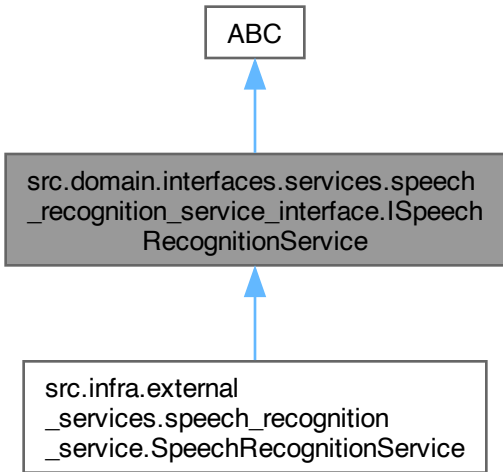 ABC
src.domain.interfaces.services.speech
_recognition_service_interface.ISpeech
RecognitionService
src.infra.external
_services.speech_recognition
_service.SpeechRecognitionService